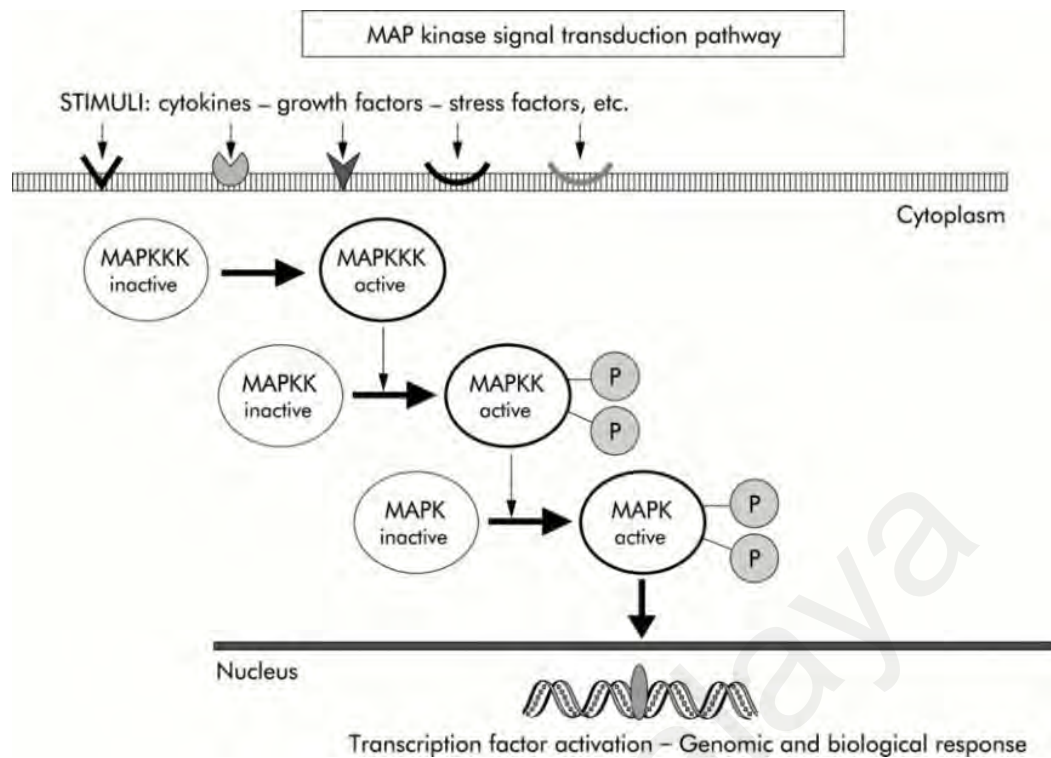 MAP kinase signal transduction pathway
STIMULI: cytokines – growth factors – stress factors, etc.
Cytoplasm
MAPKKK
inactive
MAPKKK
active
MAPKK
inactive
MAPKK
active
P
P
MAPK
inactive
MAPK
active
P
P
Nucleus
Transcription factor activation – Genomic and biological response